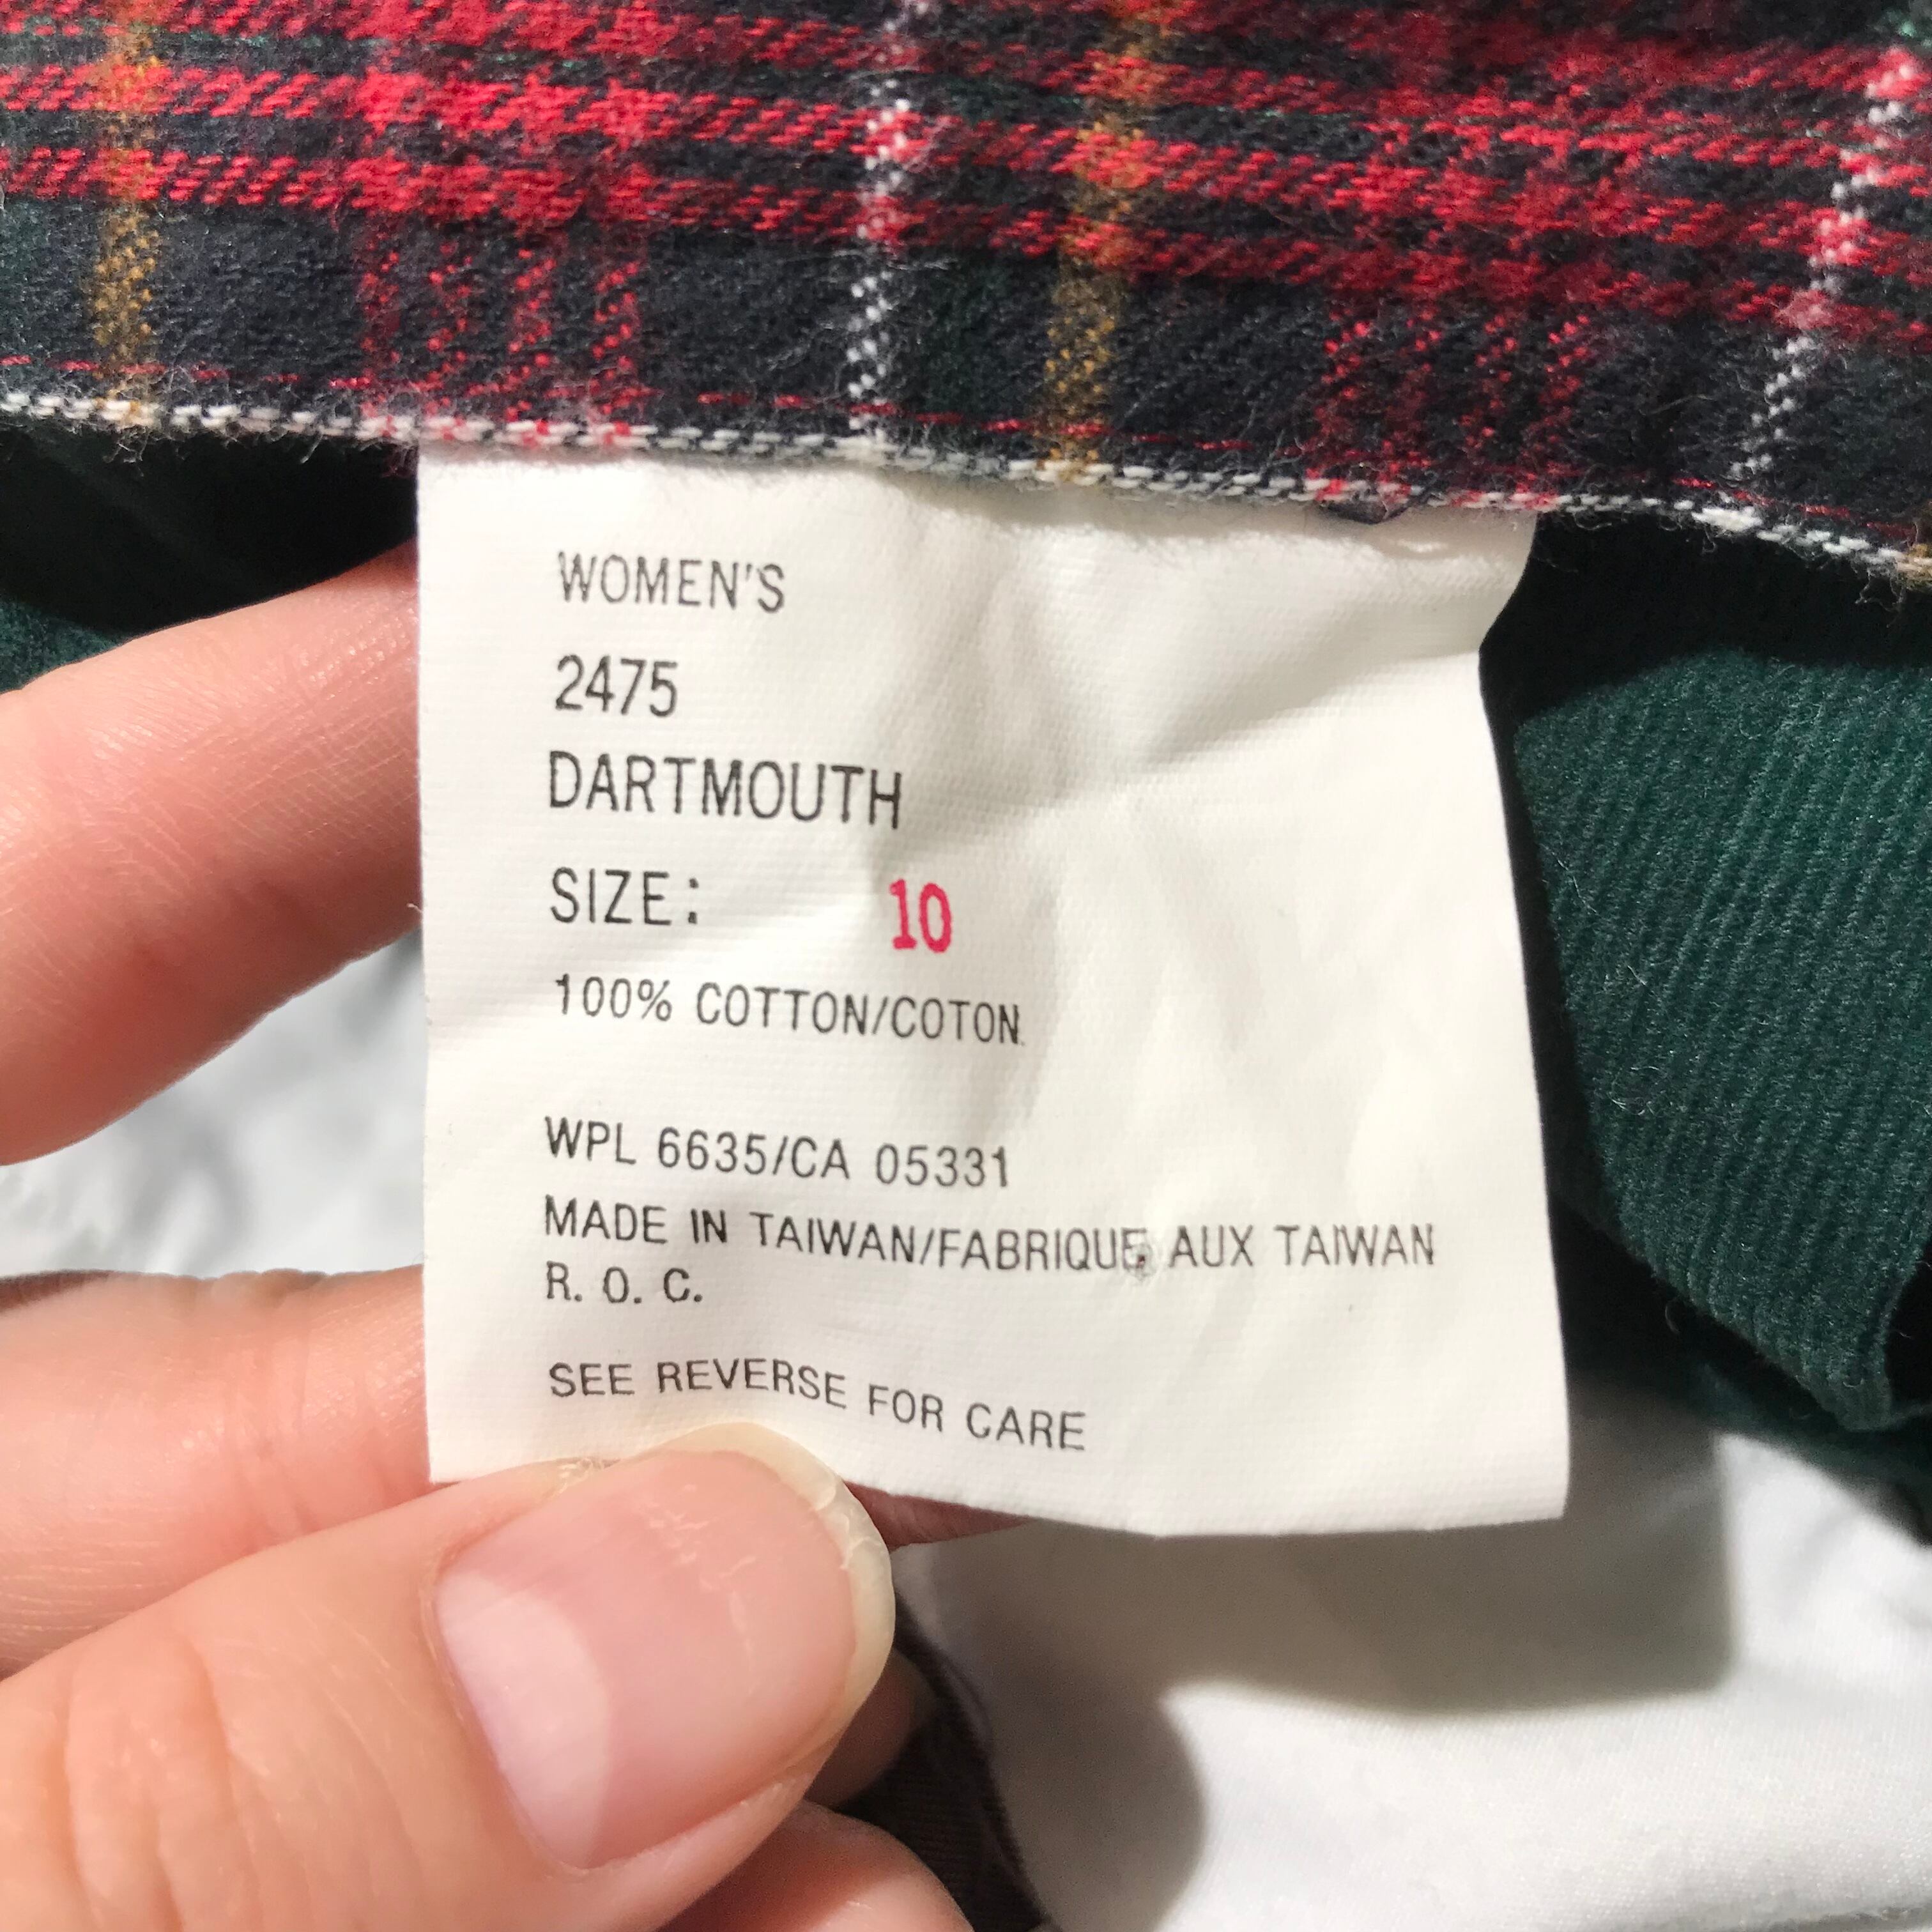 WOMEN'S
2475
DARTMOUTH
SIZE: 10
100% COTTON/COTON
WPL 6635/CA 05331
MADE IN TAIWAN/FABRIQUE AUX TAIWAN
R. O. C.
SEE REVERSE FOR CARE